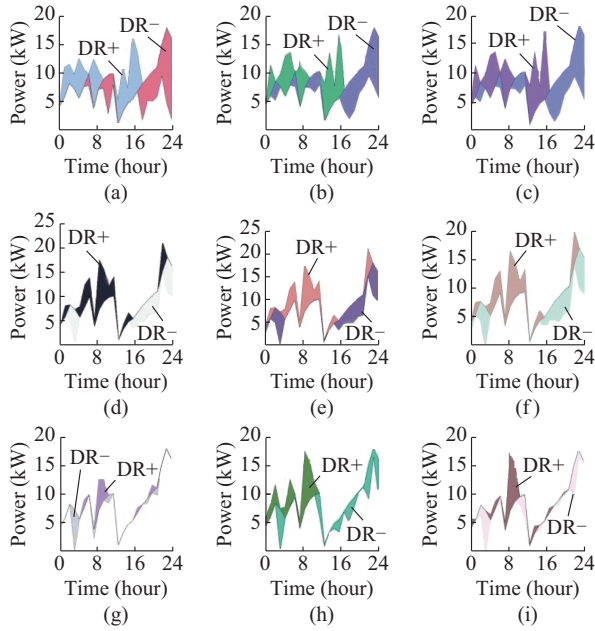 20
15
10
5
0
8
16
24
Power (kW)
Time (hour)
DR+
DR−
(a)
20
15
10
5
0
8
16
24
Power (kW)
Time (hour)
DR+
DR−
(b)
20
15
10
5
0
8
16
24
Power (kW)
Time (hour)
DR+
DR−
(c)
25
20
15
10
5
0
8
16
24
Power (kW)
Time (hour)
DR+
DR−
(d)
25
20
15
10
5
0
8
16
24
Power (kW)
Time (hour)
DR+
DR−
(e)
20
15
10
5
0
8
16
24
Power (kW)
Time (hour)
DR+
DR−
(f)
20
15
10
5
0
8
16
24
Power (kW)
Time (hour)
DR−
DR+
(g)
20
15
10
5
0
8
16
24
Power (kW)
Time (hour)
DR+
DR−
(h)
20
15
10
5
0
8
16
24
Power (kW)
Time (hour)
DR+
DR−
(i)